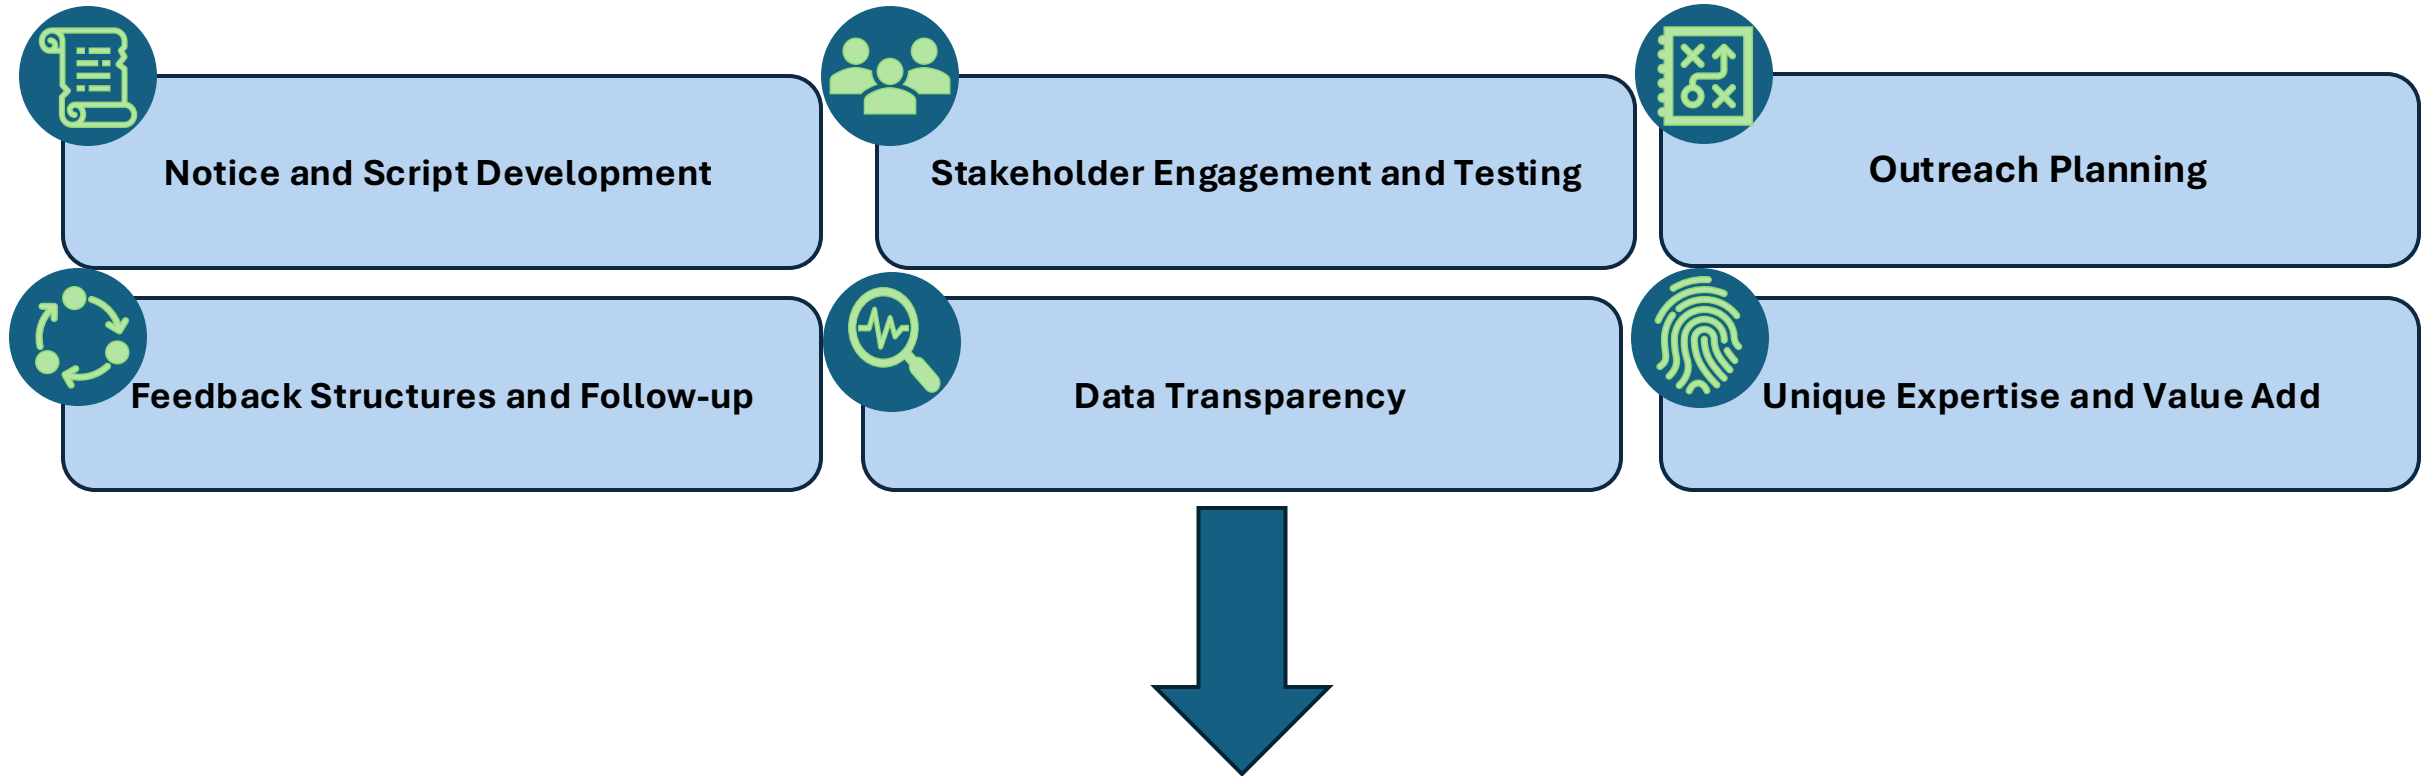 Notice and Script Development
Stakeholder Engagement and Testing
Outreach Planning
Feedback Structures and Follow-up
Data Transparency
Unique Expertise and Value Add